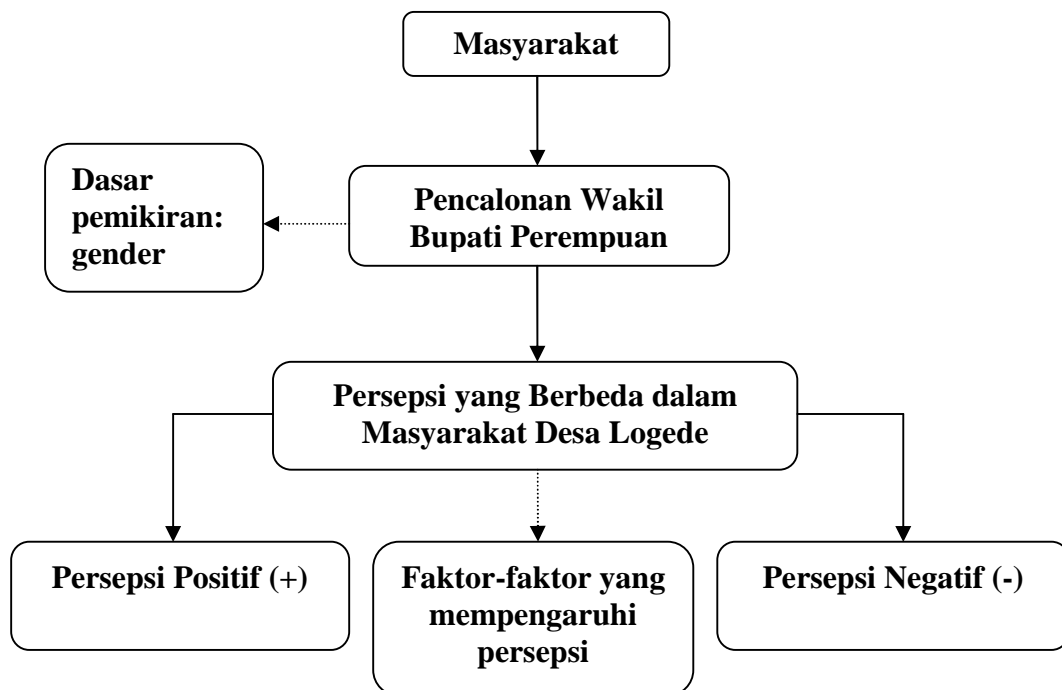 Masyarakat
Dasar
pemikiran:
gender
Pencalonan Wakil
Bupati Perempuan
Persepsi yang Berbeda dalam
Masyarakat Desa Logede
Persepsi Positif (+)
Faktor-faktor yang
mempengaruhi
persepsi
Persepsi Negatif (-)